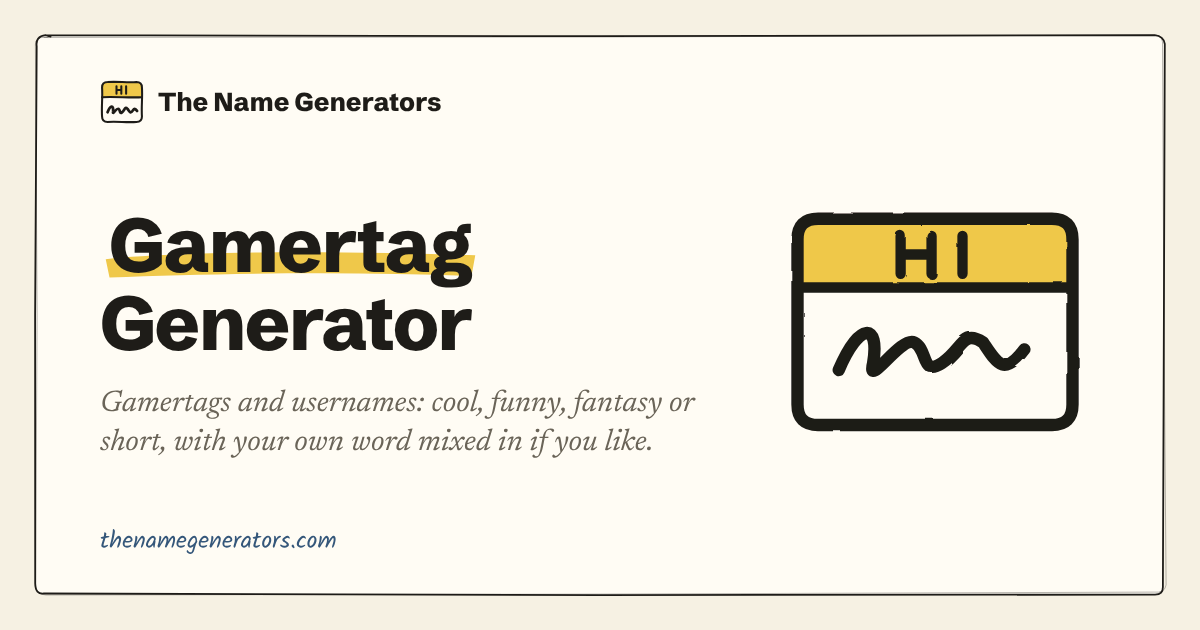 HI
The Name Generators
Gamertag
Generator
Gamertags and usernames: cool, funny, fantasy or
short, with your own word mixed in if you like.
HI
thenamegenerators.com